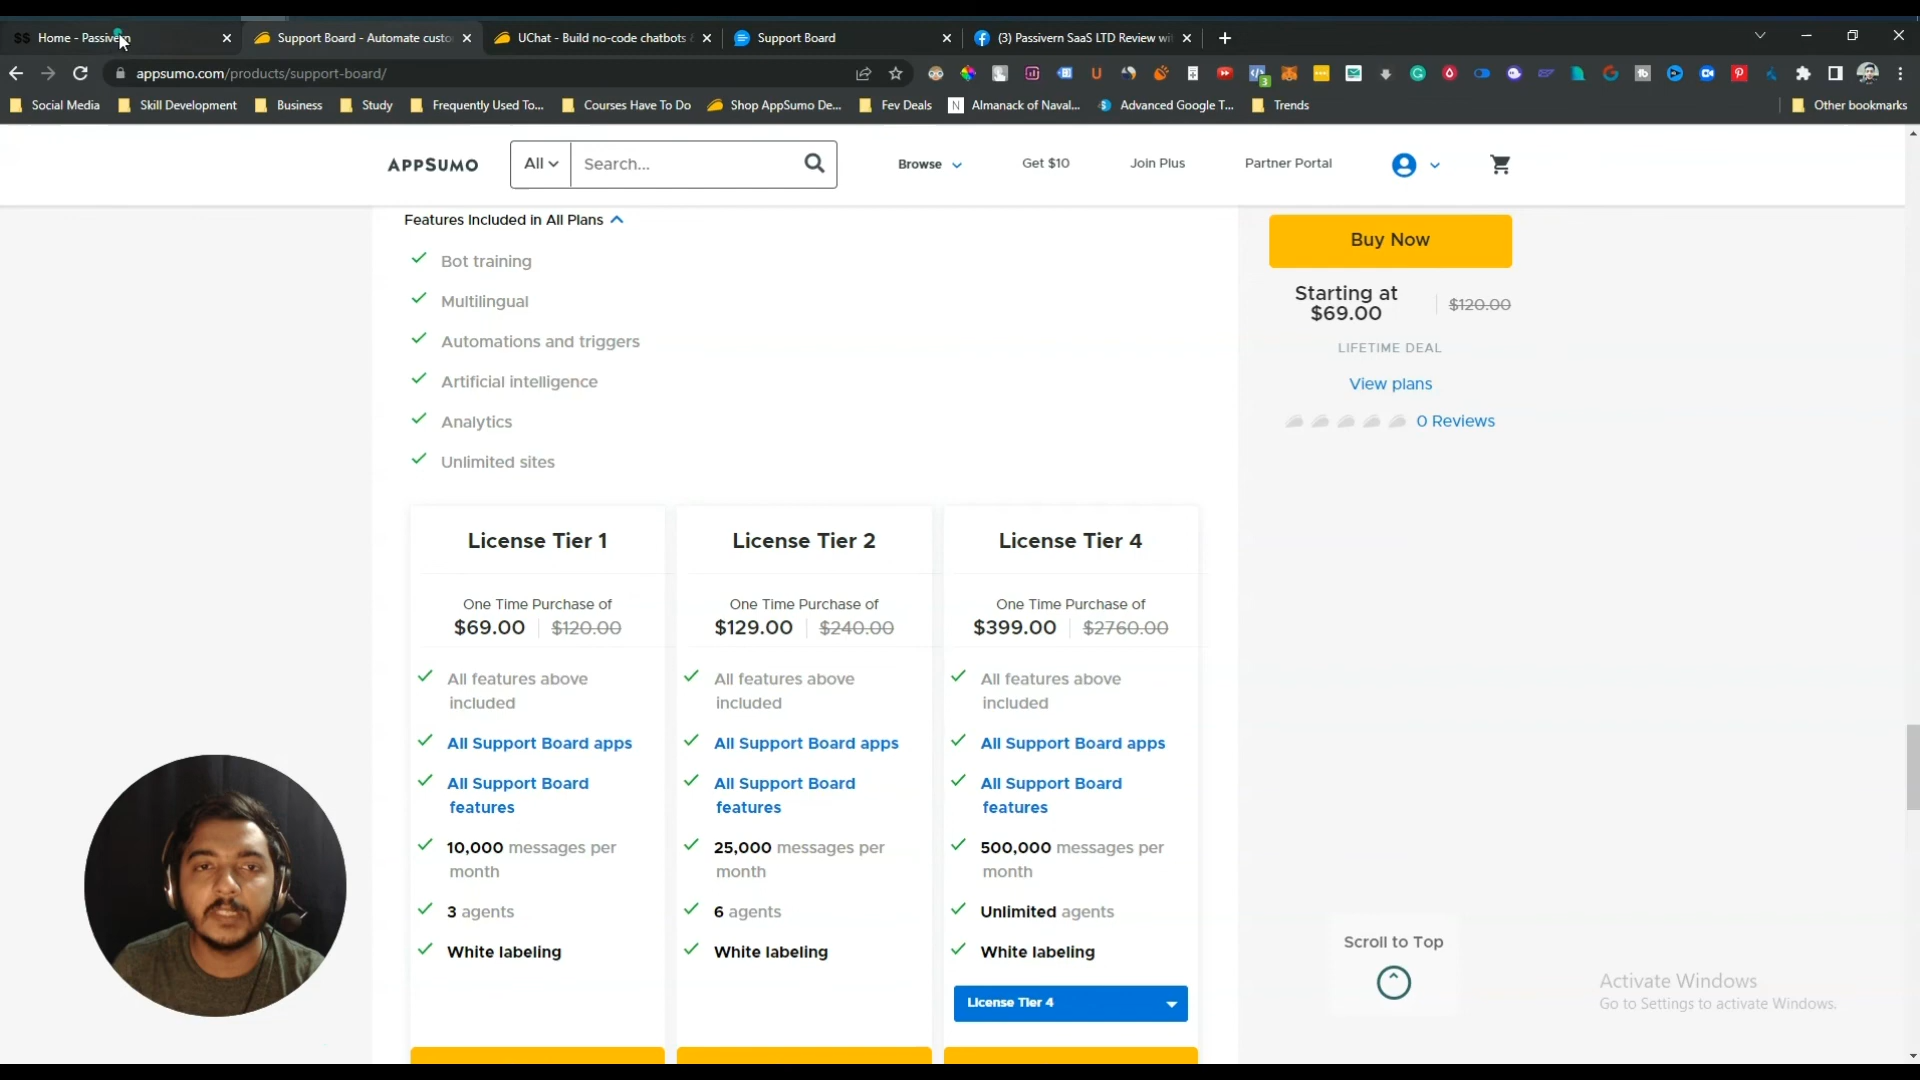 Home - Passivern
Support Board - Automate custo
UChat - Build no-code chatbots
Support Board
(3) Passivern SaaS LTD Review wi
appsumo.com/products/support-board/
Social Media
Skill Development
Business
Study
Frequently Used To...
Courses Have To Do
Shop AppSumo De...
Fev Deals
Almanack of Naval...
Advanced Google T...
Trends
Other bookmarks
APPSUMO
All
Search...
Browse
Get $10
Join Plus
Partner Portal
Features Included in All Plans
Bot training
Multilingual
Automations and triggers
Artificial intelligence
Analytics
Unlimited sites
Buy Now
Starting at
$69.00
$120.00
LIFETIME DEAL
View plans
0 Reviews
License Tier 1
One Time Purchase of
$69.00 $120.00
All features above
included
All Support Board apps
All Support Board
features
10,000 messages per
month
3 agents
White labeling
License Tier 2
One Time Purchase of
$129.00 $240.00
All features above
included
All Support Board apps
All Support Board
features
25,000 messages per
month
6 agents
White labeling
License Tier 4
One Time Purchase of
$399.00 $2760.00
All features above
included
All Support Board apps
All Support Board
features
500,000 messages per
month
Unlimited agents
White labeling
License Tier 4
Scroll to Top
Activate Windows
Go to Settings to activate Windows.